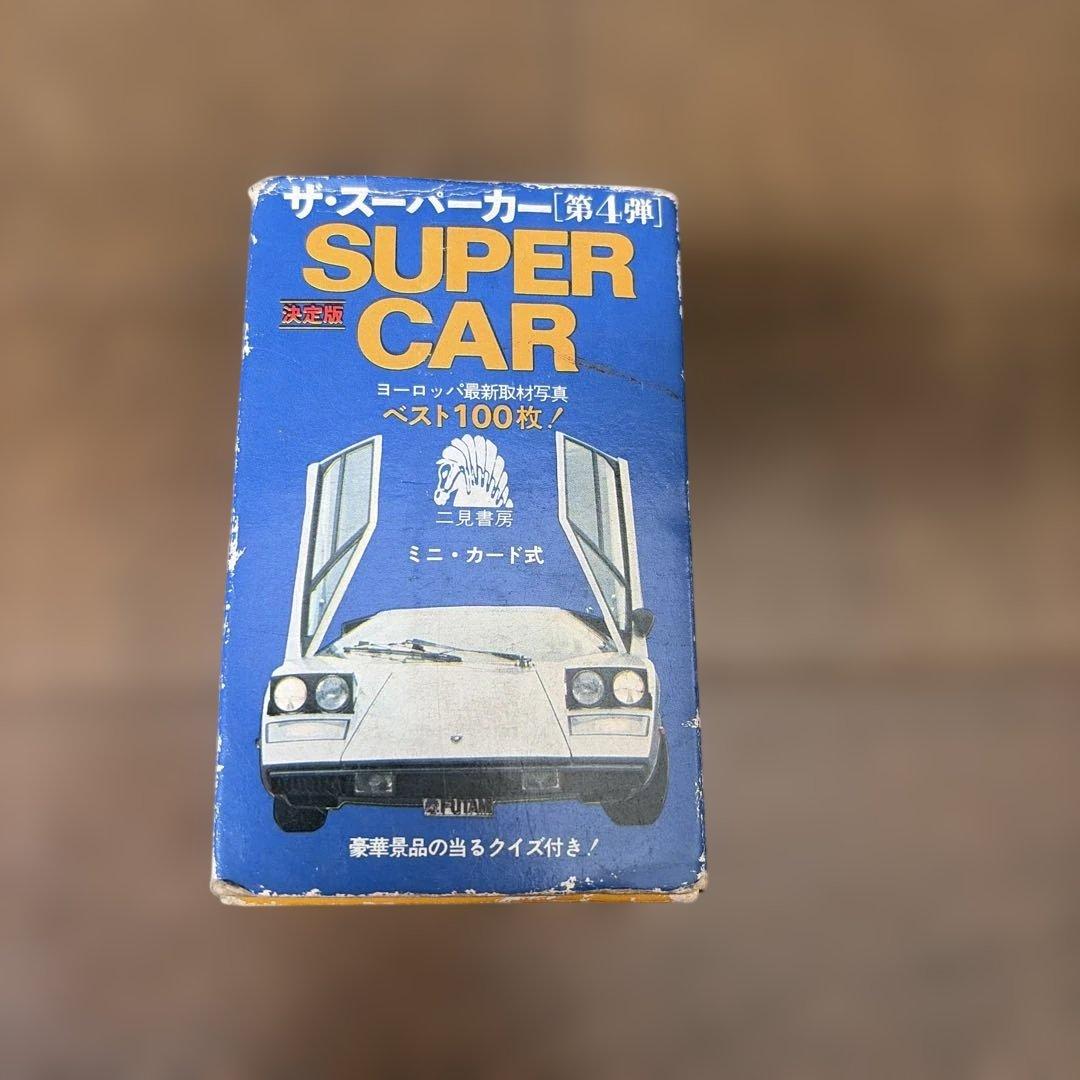 ザ・スーパーカー[第4弾]
SUPER
決定版
CAR
ヨーロッパ最新取材写真
ベスト100枚!
二見書房
ミニ・カード式
FUTAM
豪華景品の当るクイズ付き!